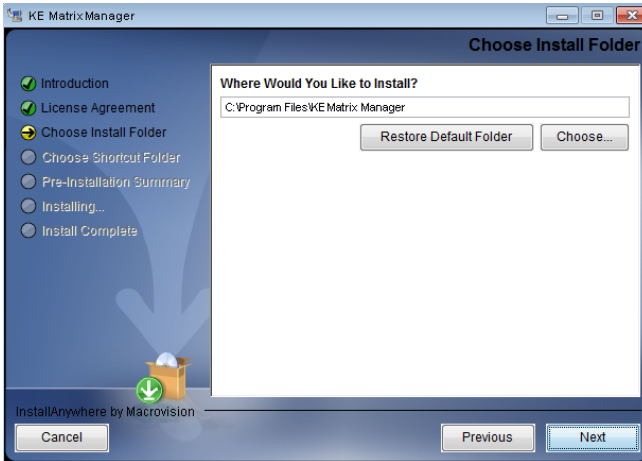 KE MatrixManager
Choose Install Folder
Introduction
License Agreement
Choose Install Folder
Choose Shortcut Folder
Pre-Installation Summary
Installing...
Install Complete
Where Would You Like to Install?
C:\Program Files\KE Matrix Manager
Restore Default Folder
Choose...
InstallAnywhere by Macrovision
Cancel
Previous
Next